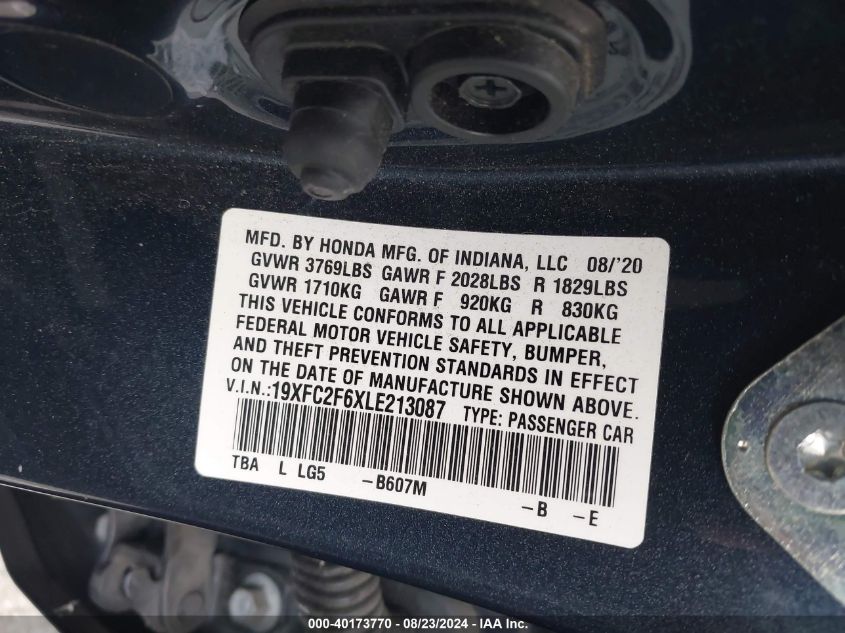 MFD. BY HONDA MFG. OF INDIANA, LLC 08/'20
GVWR 3769LBS GAWR F 2028LBS R 1829LBS
GVWR 1710KG GAWR F 920KG R 830KG
THIS VEHICLE CONFORMS TO ALL APPLICABLE
FEDERAL MOTOR VEHICLE SAFETY, BUMPER,
AND THEFT PREVENTION STANDARDS IN EFFECT
ON THE DATE OF MANUFACTURE SHOWN ABOVE.
V.I.N.:19XFC2F6XLE213087 TYPE: PASSENGER CAR
TBA L LG5 -B607M -B -E
000-40173770 - 08/23/2024 - IAA Inc.